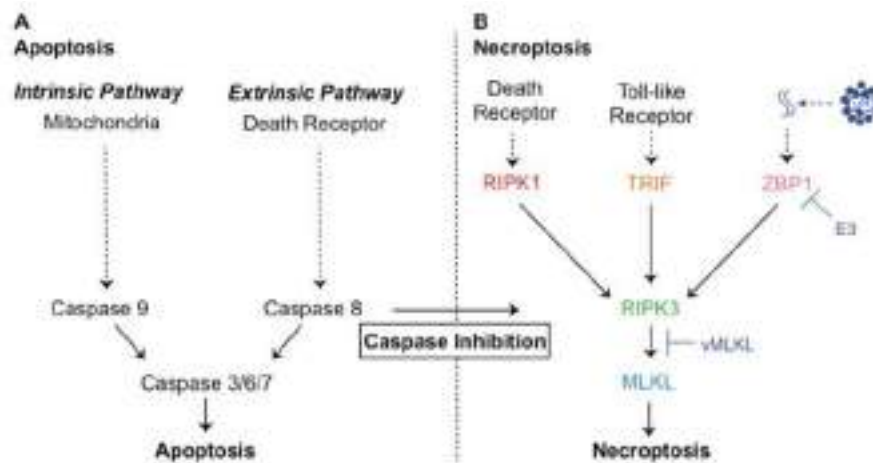 A
Apoptosis
Intrinsic Pathway
Mitochondria
Extrinsic Pathway
Death Receptor
Caspase 9
Caspase 8
Caspase 3/6/7
Apoptosis
Caspase Inhibition
B
Necroptosis
Death
Receptor
Toll-like
Receptor
RIPK1
TRIF
ZBP1
E3
RIPK3
vMLKL
MLKL
Necroptosis